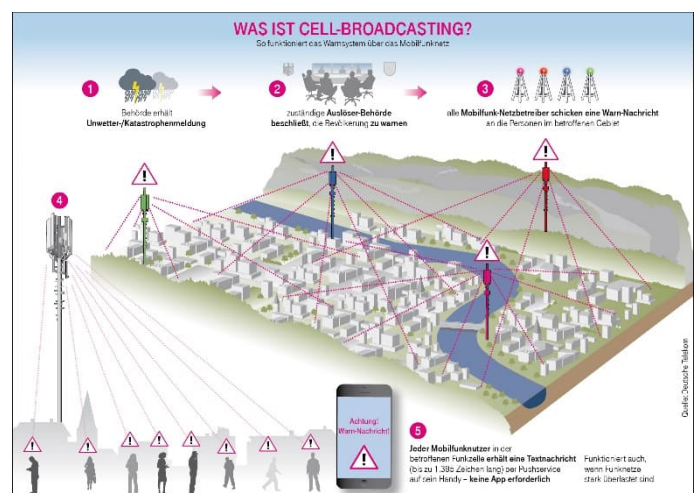 WAS IST CELL-BROADCASTING?
So funktioniert das Warnsystem über das Mobilfunknetz
1
Behörde erhält
Unwetter-/Katastrophenmeldung
2
zuständige Auslöser-Behörde
beschließt, die Bevölkerung zu warnen
3
alle Mobilfunk-Netzbetreiber schicken eine Warn-Nachricht
an die Personen im betroffenen Gebiet
!
!
!
!
4
!
!
!
!
!
!
!
!
Achtung!
Warn-Nachricht!
!
5
Jeder Mobilfunknutzer in der
betroffenen Funkzelle erhält eine Textnachricht
(bis zu 1.395 Zeichen lang) per Pushservice
auf sein Handy – keine App erforderlich
Funktioniert auch,
wenn Funknetze
stark überlastet sind
Quelle: Deutsche Telekom